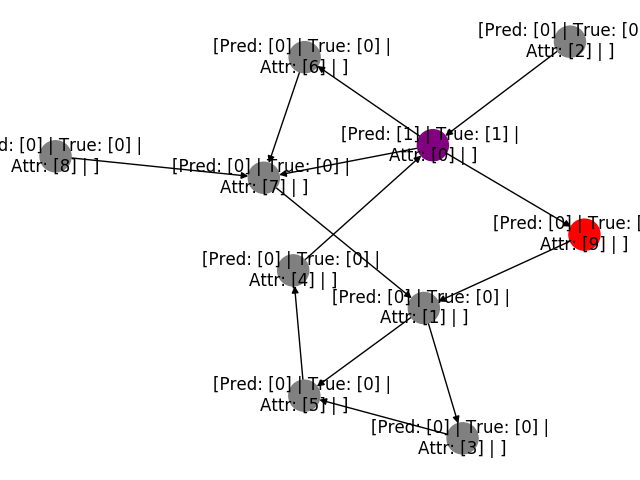 [Pred: [0] | True: [0
Attr: [2] | ]
[Pred: [0] | True: [0] |
Attr: [6] | ]
[Pred: [1] | True: [1] |
Attr: [0] | ]
d: [0] | True: [0] |
Attr: [8] | ]
[Pred: [0] | True: [0] |
Attr: [7] | ]
[Pred: [0] | True: [
Attr: [9] | ]
[Pred: [0] | True: [0] |
Attr: [4] | ]
[Pred: [0] | True: [0] |
Attr: [1] | ]
[Pred: [0] | True: [0] |
Attr: [5] | ]
[Pred: [0] | True: [0] |
Attr: [3] | ]